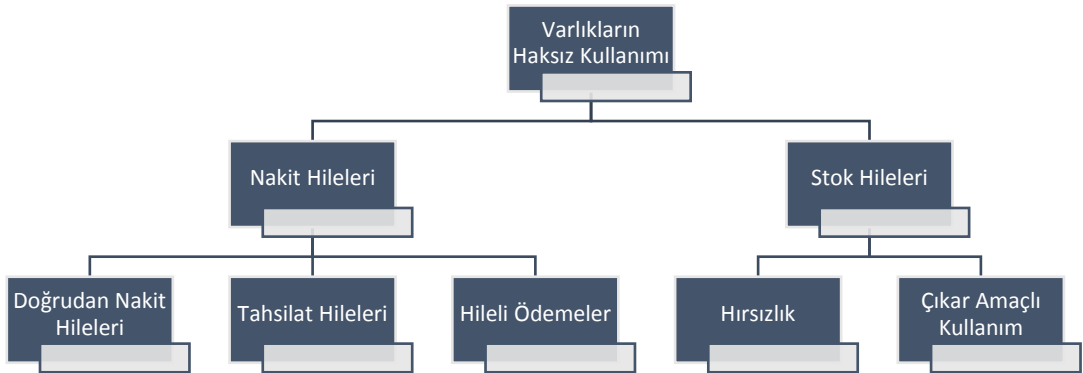 Varlıkların
Haksız Kullanımı
Nakit Hileleri
Stok Hileleri
Doğrudan Nakit
Hileleri
Tahsilat Hileleri
Hileli Ödemeler
Hırsızlık
Çıkar Amaçlı
Kullanım